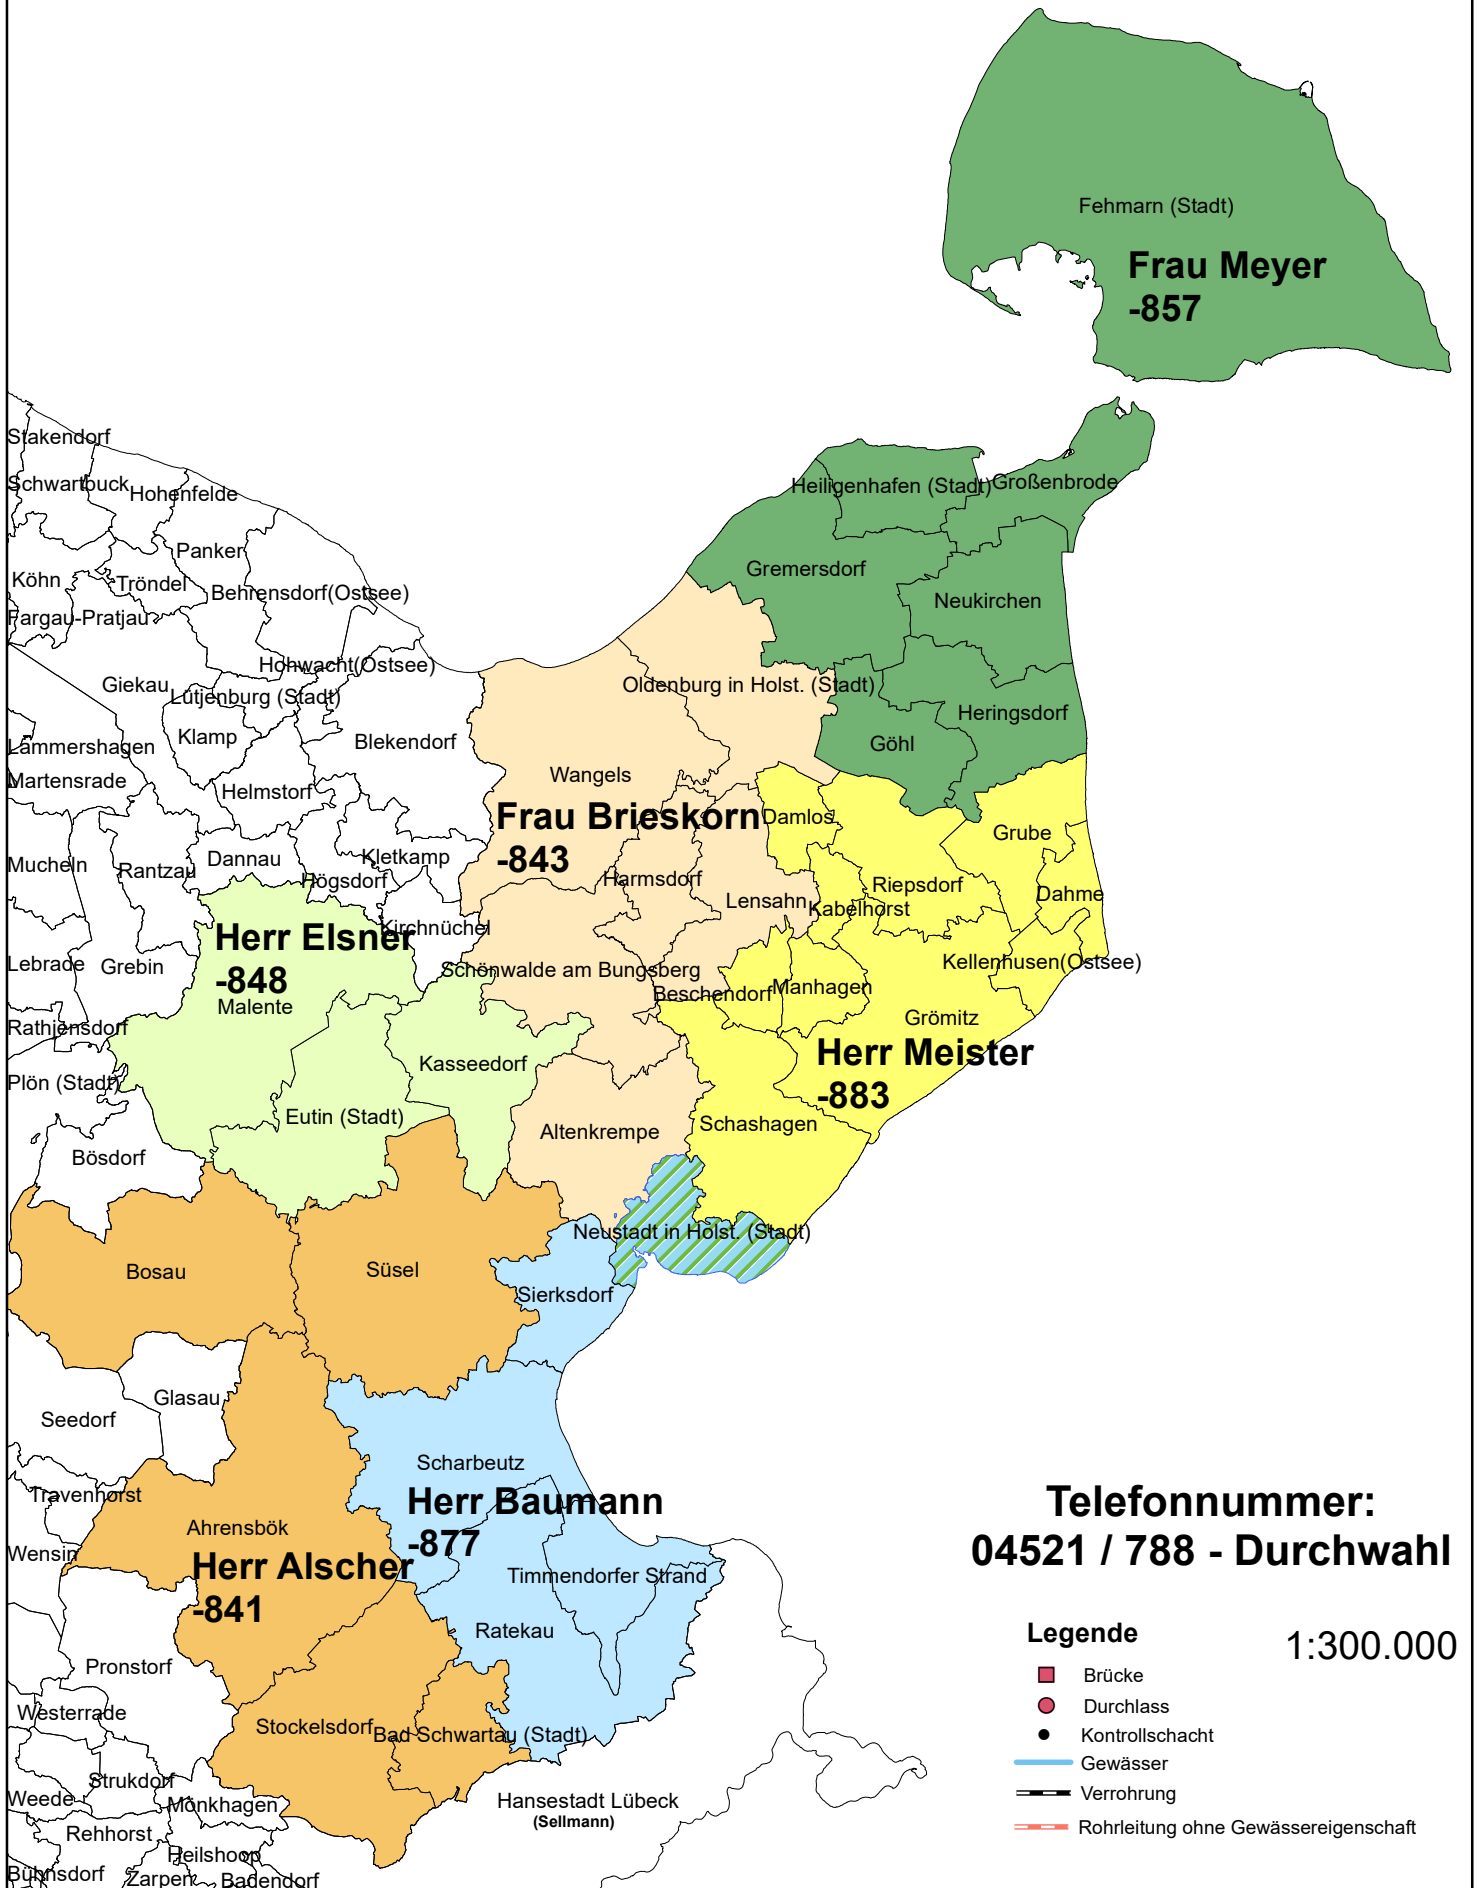 Fehmarn (Stadt)
Frau Meyer
-857
Stakendorf
Schwartbuck
Hohenfelde
Heiligenhafen (Stadt)
Großenbrode
Panker
Köhn
Tröndel
Behrensdorf(Ostsee)
Gremersdorf
Neukirchen
Fargau-Pratjau
Hohwacht(Ostsee)
Giekau
Lütjenburg (Stadt)
Oldenburg in Holst. (Stadt)
Heringsdorf
Klamp
Blekendorf
Göhl
Lammershagen
Martensrade
Wangels
Helmstorf
Frau Brieskorn
-843
Damlos
Grube
Mucheln
Rantzau
Dannau
Kletkamp
Högsdorf
Harmsdorf
Riepsdorf
Dahme
Lensahn
Kabelhorst
Kirchnüchel
Herr Elsner
-848
Malente
Lebrade
Grebin
Schönwalde am Bungsberg
Kellenhusen(Ostsee)
Beschendorf
Manhagen
Grömitz
Rathjensdorf
Herr Meister
-883
Plön (Stadt)
Kasseedorf
Eutin (Stadt)
Altenkrempe
Schashagen
Bösdorf
Neustadt in Holst. (Stadt)
Bosau
Süsel
Sierksdorf
Glasau
Seedorf
Scharbeutz
Travenhorst
Herr Baumann
-877
Ahrensbök
Wensin
Herr Alscher
-841
Timmendorfer Strand
Ratekau
Pronstorf
Westerrade
Stockelsdorf
Bad Schwartau (Stadt)
Strukdorf
Weede
Mönkhagen
Hansestadt Lübeck
(Sellmann)
Rehhorst
Heilshoop
Bühnsdorf
Zarpen
Badendorf
Telefonnummer:
04521 / 788 - Durchwahl
Legende
1:300.000
Brücke
Durchlass
Kontrollschacht
Gewässer
Verrohrung
Rohrleitung ohne Gewässereigenschaft